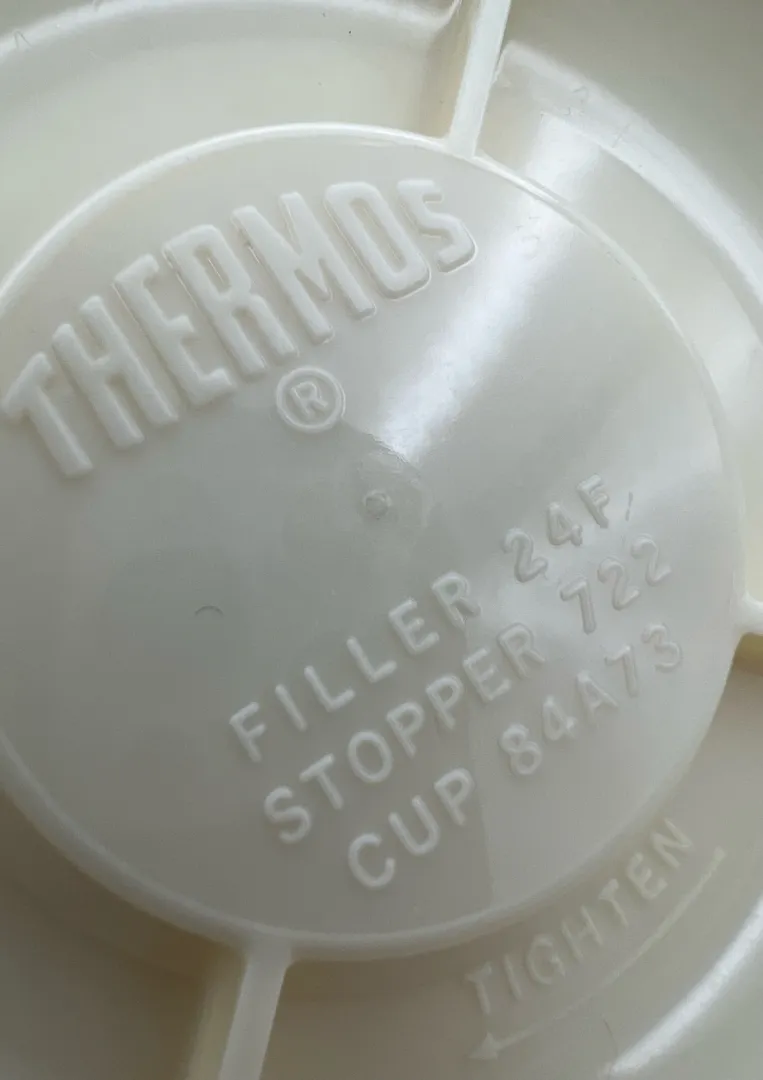 THERMOS
®
FILLER 24F
STOPPER 722
CUP 84A73
TIGHTEN